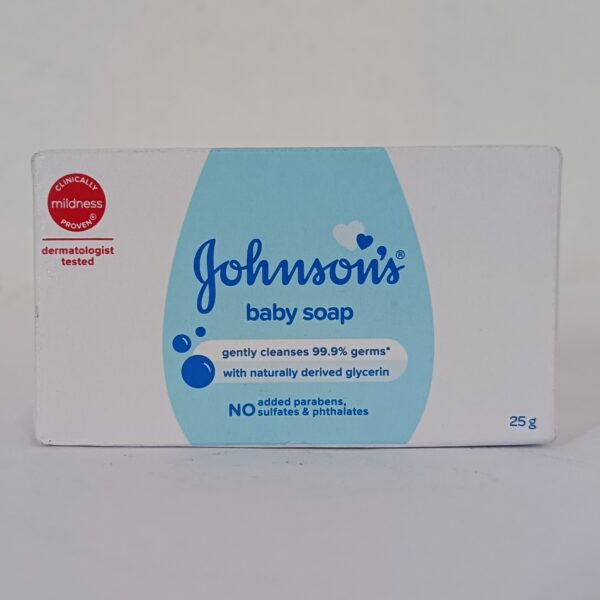 CLINICALLY
mildness
PROVEN®
dermatologist
tested
Johnson's®
baby soap
gently cleanses 99.9% germs*
with naturally derived glycerin
NO added parabens,
sulfates & phthalates
25 g